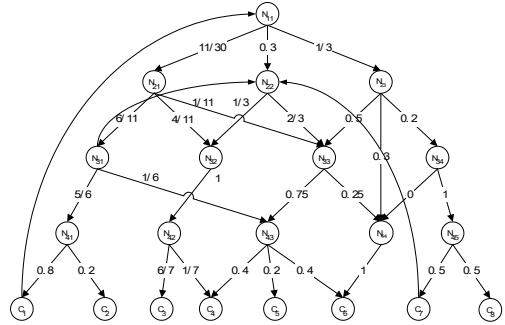 N11
11/30 0.3 1/3
N21 N22 N23
6/11 4/11 1/11 1/3 2/3 0.5 0.3 0.2
N31 N32 N33 N34
5/6 1/6 1 0.75 0.25 0 1
N41 N42 N43 N44 N45
0.8 0.2 6/7 1/7 0.4 0.2 0.4 1 0.5 0.5
C1 C2 C3 C4 C5 C6 C7 C8